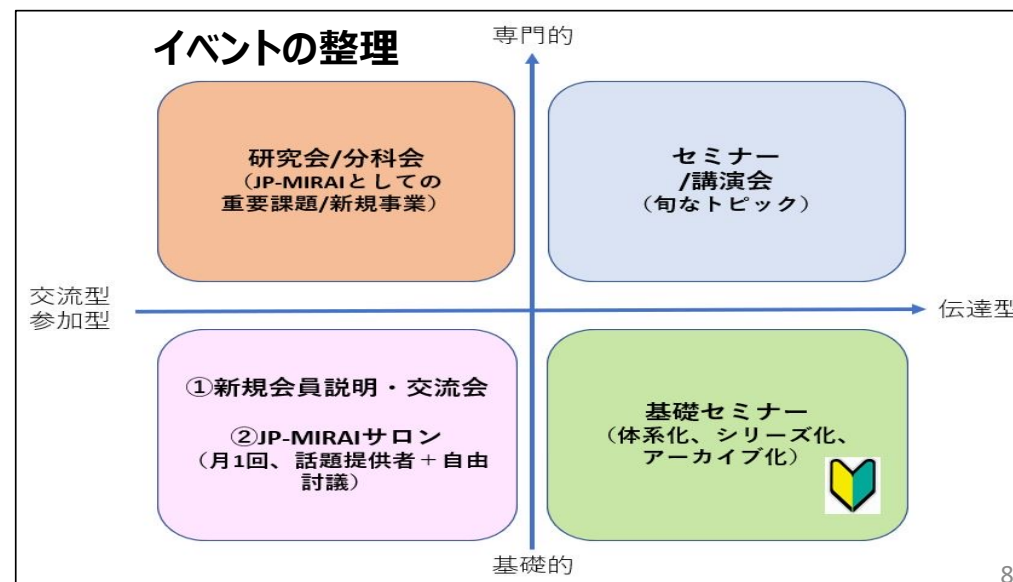 イベントの整理
専門的
研究会/分科会
（JP-MIRAIとしての
重要課題/新規事業）
セミナー
/講演会
（旬なトピック）
交流型
参加型
伝達型
①新規会員説明・交流会
②JP-MIRAIサロン
（月1回、話題提供者＋自由
討議）
基礎セミナー
（体系化、シリーズ化、
アーカイブ化）
基礎的
8